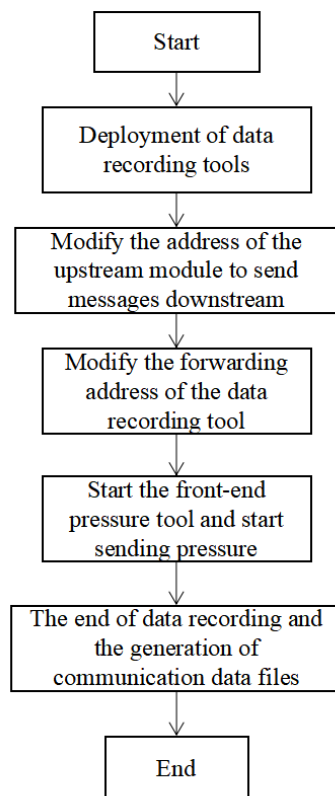 Start
Deployment of data
recording tools
Modify the address of the
upstream module to send
messages downstream
Modify the forwarding
address of the data
recording tool
Start the front-end
pressure tool and start
sending pressure
The end of data recording and
the generation of
communication data files
End